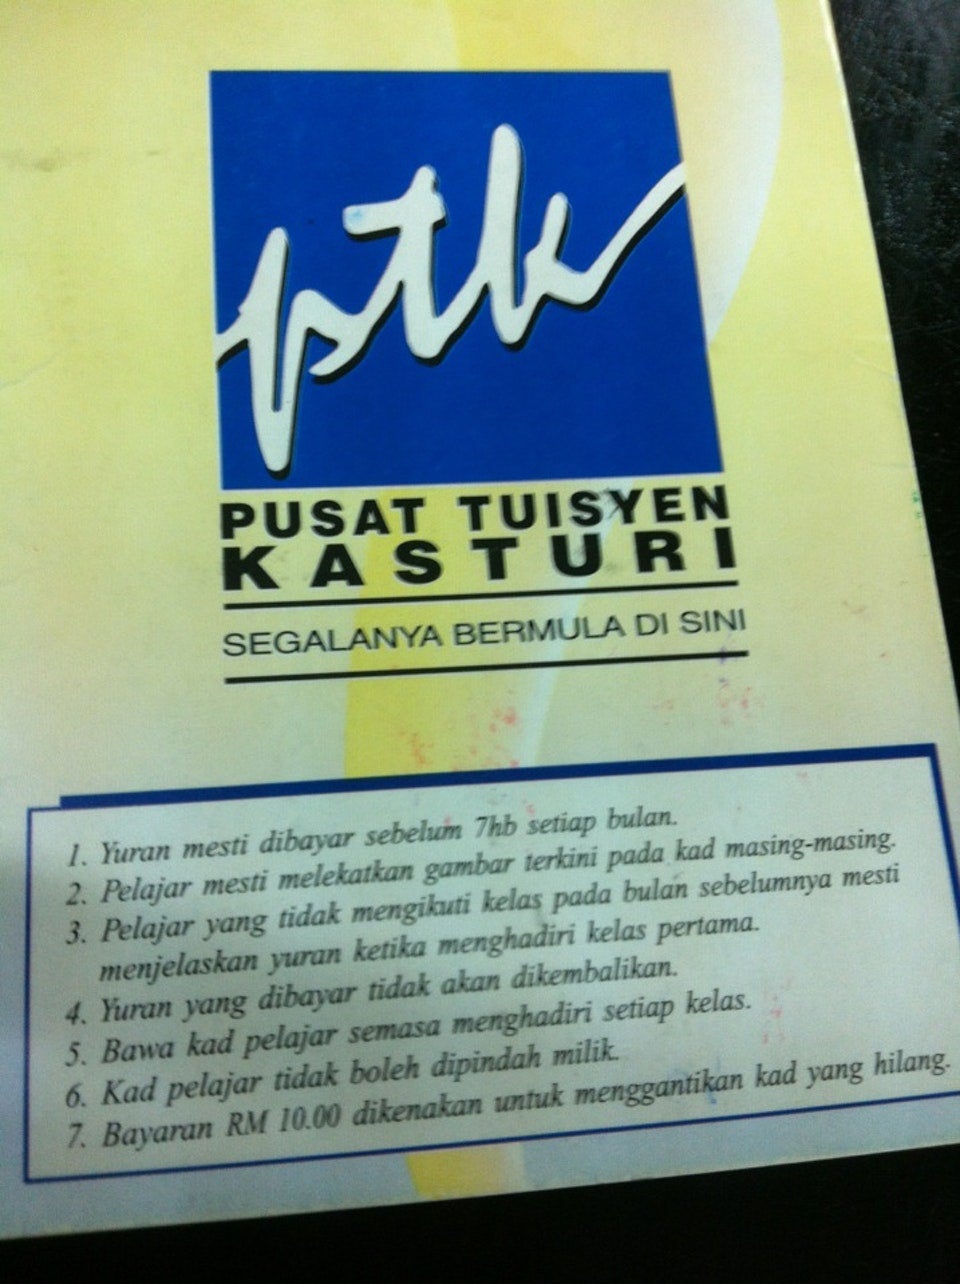 ptk
PUSAT TUISYEN
KASTURI
SEGALANYA BERMULA DI SINI
1. Yuran mesti dibayar sebelum 7hb setiap bulan.
2. Pelajar mesti melekatkan gambar terkini pada kad masing-masing.
3. Pelajar yang tidak mengikuti kelas pada bulan sebelumnya mesti
menjelaskan yuran ketika menghadiri kelas pertama.
4. Yuran yang dibayar tidak akan dikembalikan.
5. Bawa kad pelajar semasa menghadiri setiap kelas.
6. Kad pelajar tidak boleh dipindah milik.
7. Bayaran RM 10.00 dikenakan untuk menggantikan kad yang hilang.